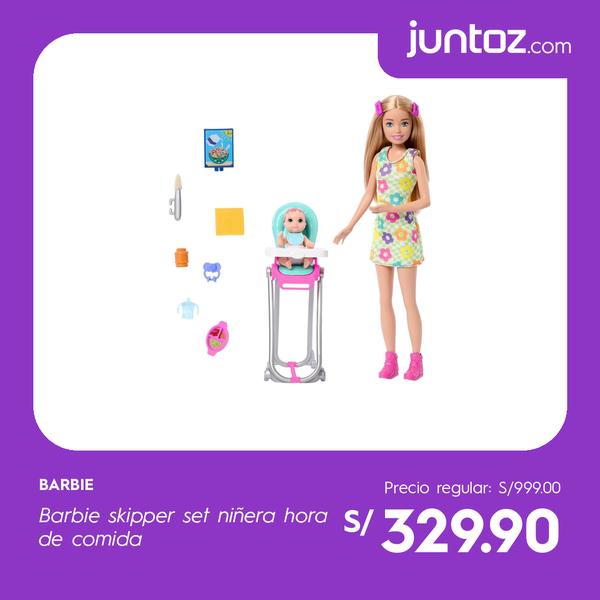 juntoz.com
BARBIE
Barbie skipper set niñera hora
de comida
Precio regular: S/999.00
S/ 329.90